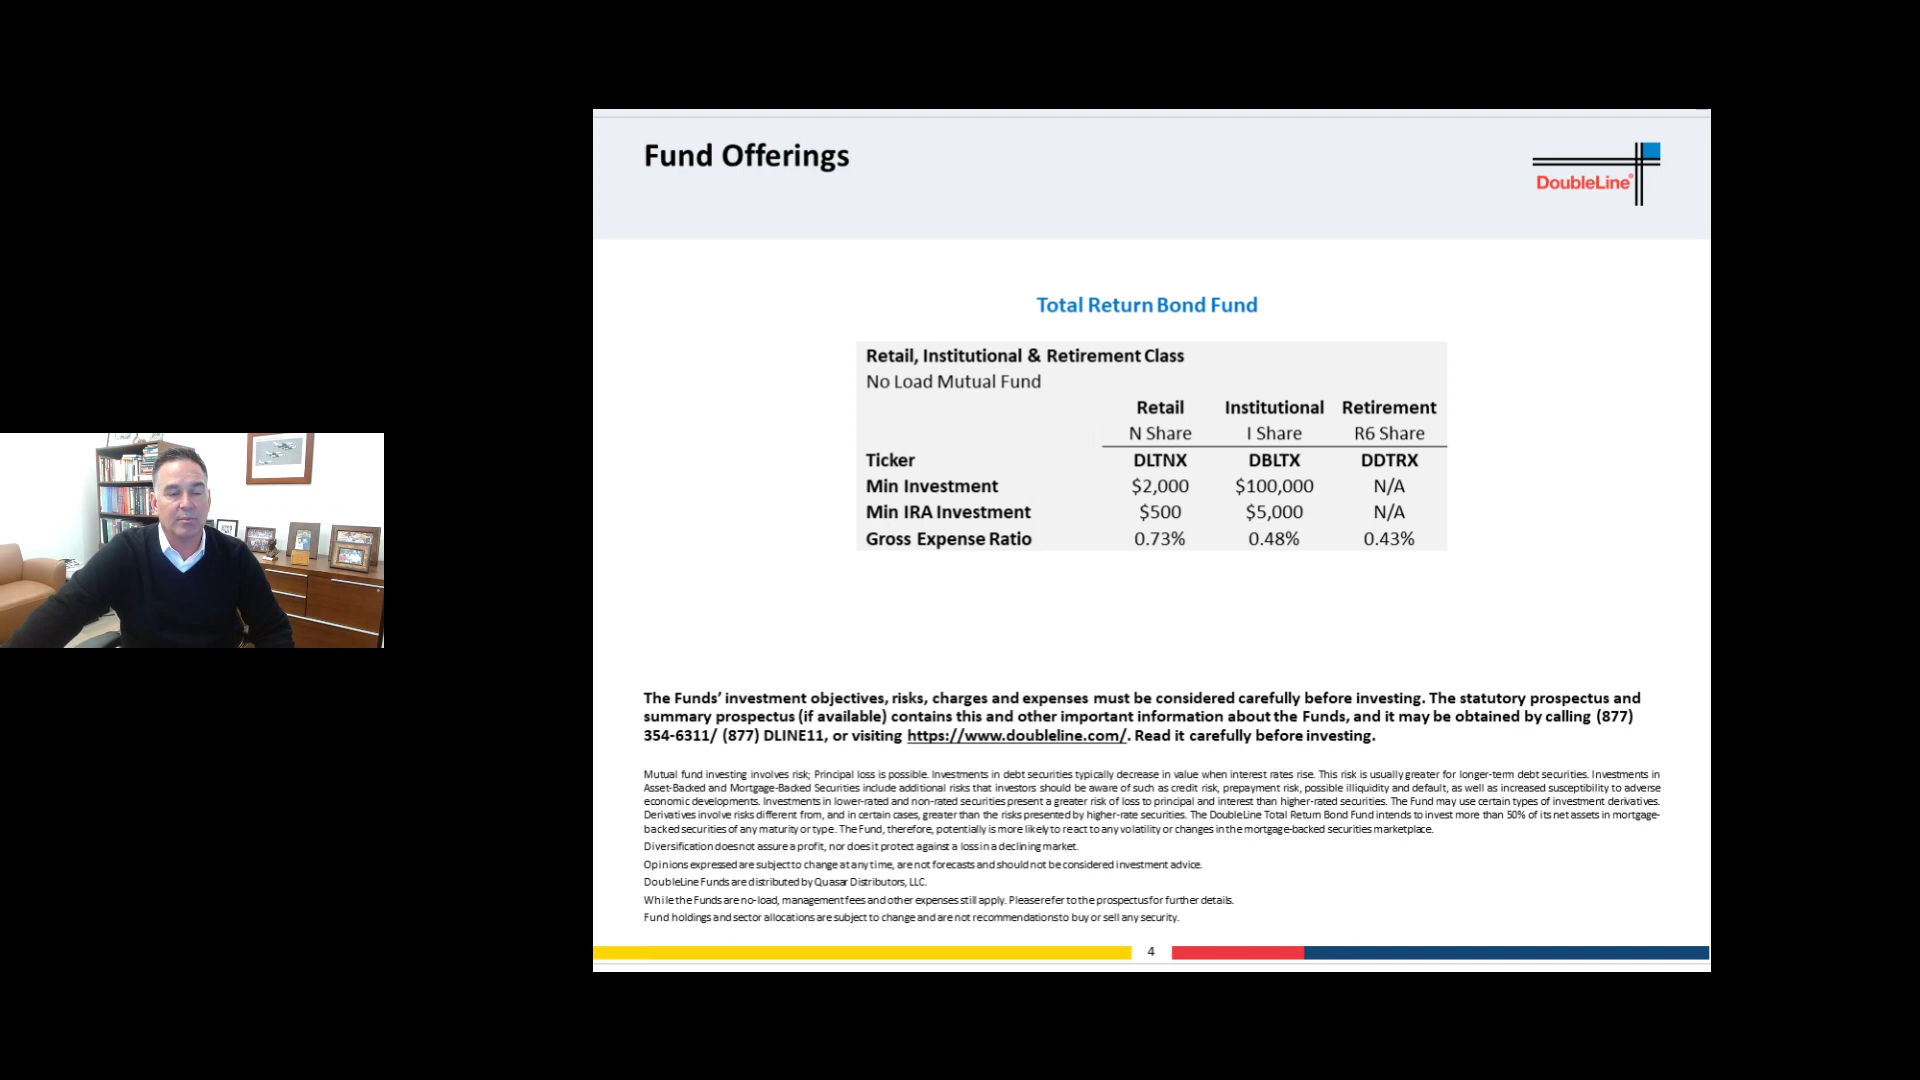 Fund Offerings
DoubleLine®
Total Return Bond Fund
Retail, Institutional & Retirement Class
No Load Mutual Fund
Retail Institutional Retirement
N Share I Share R6 Share
Ticker DLTNX DBLTX DDTRX
Min Investment $2,000 $100,000 N/A
Min IRA Investment $500 $5,000 N/A
Gross Expense Ratio 0.73% 0.48% 0.43%
The Funds’ investment objectives, risks, charges and expenses must be considered carefully before investing. The statutory prospectus and
summary prospectus (if available) contains this and other important information about the Funds, and it may be obtained by calling (877)
354-6311/ (877) DLINE11, or visiting https://www.doubleline.com/. Read it carefully before investing.
Mutual fund investing involves risk; Principal loss is possible. Investments in debt securities typically decrease in value when interest rates rise. This risk is usually greater for longer-term debt securities. Investments in
Asset-Backed and Mortgage-Backed Securities include additional risks that investors should be aware of such as credit risk, prepayment risk, possible illiquidity and default, as well as increased susceptibility to adverse
economic developments. Investments in lower-rated and non-rated securities present a greater risk of loss to principal and interest than higher-rated securities. The Fund may use certain types of investment derivatives.
Derivatives involve risks different from, and in certain cases, greater than the risks presented by higher-rate securities. The DoubleLine Total Return Bond Fund intends to invest more than 50% of its net assets in mortgage-
backed securities of any maturity or type. The Fund, therefore, potentially is more likely to react to any volatility or changes in the mortgage-backed securities marketplace.
Diversification does not assure a profit, nor does it protect against a loss in a declining market.
Opinions expressed are subject to change at any time, are not forecasts and should not be considered investment advice.
DoubleLine Funds are distributed by Quasar Distributors, LLC.
While the Funds are no-load, management fees and other expenses still apply. Please refer to the prospectus for further details.
Fund holdings and sector allocations are subject to change and are not recommendations to buy or sell any security.
4